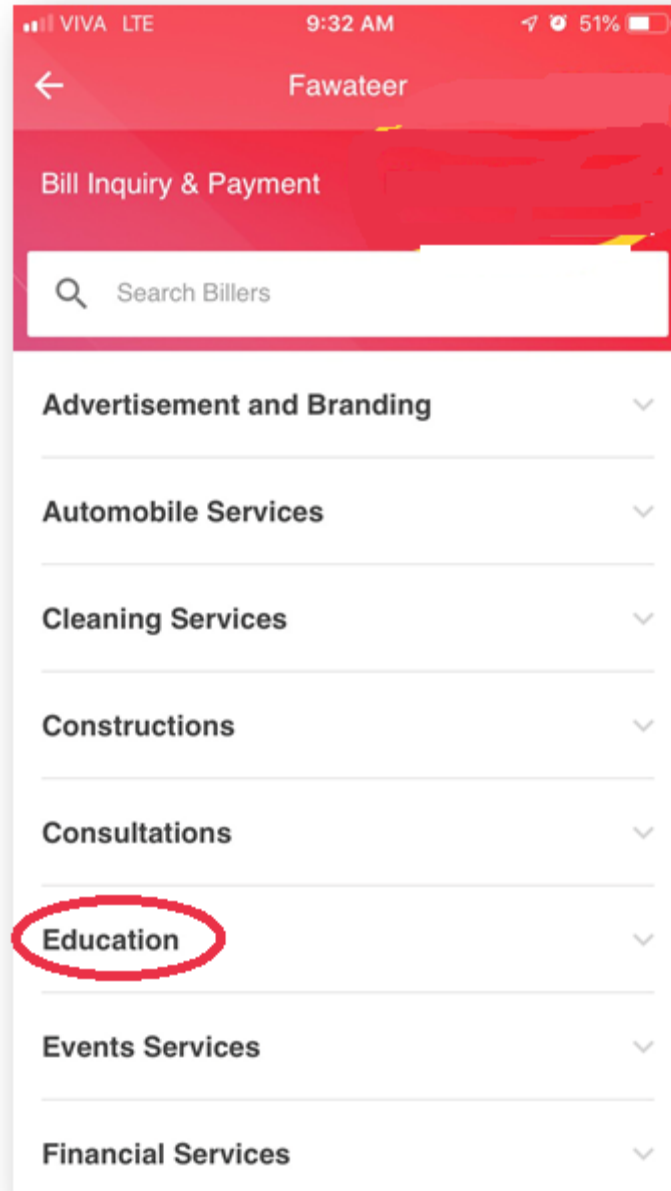 VIVA LTE 9:32 AM 51%
Fawateer
Bill Inquiry & Payment
Search Billers
Advertisement and Branding
Automobile Services
Cleaning Services
Constructions
Consultations
Education
Events Services
Financial Services